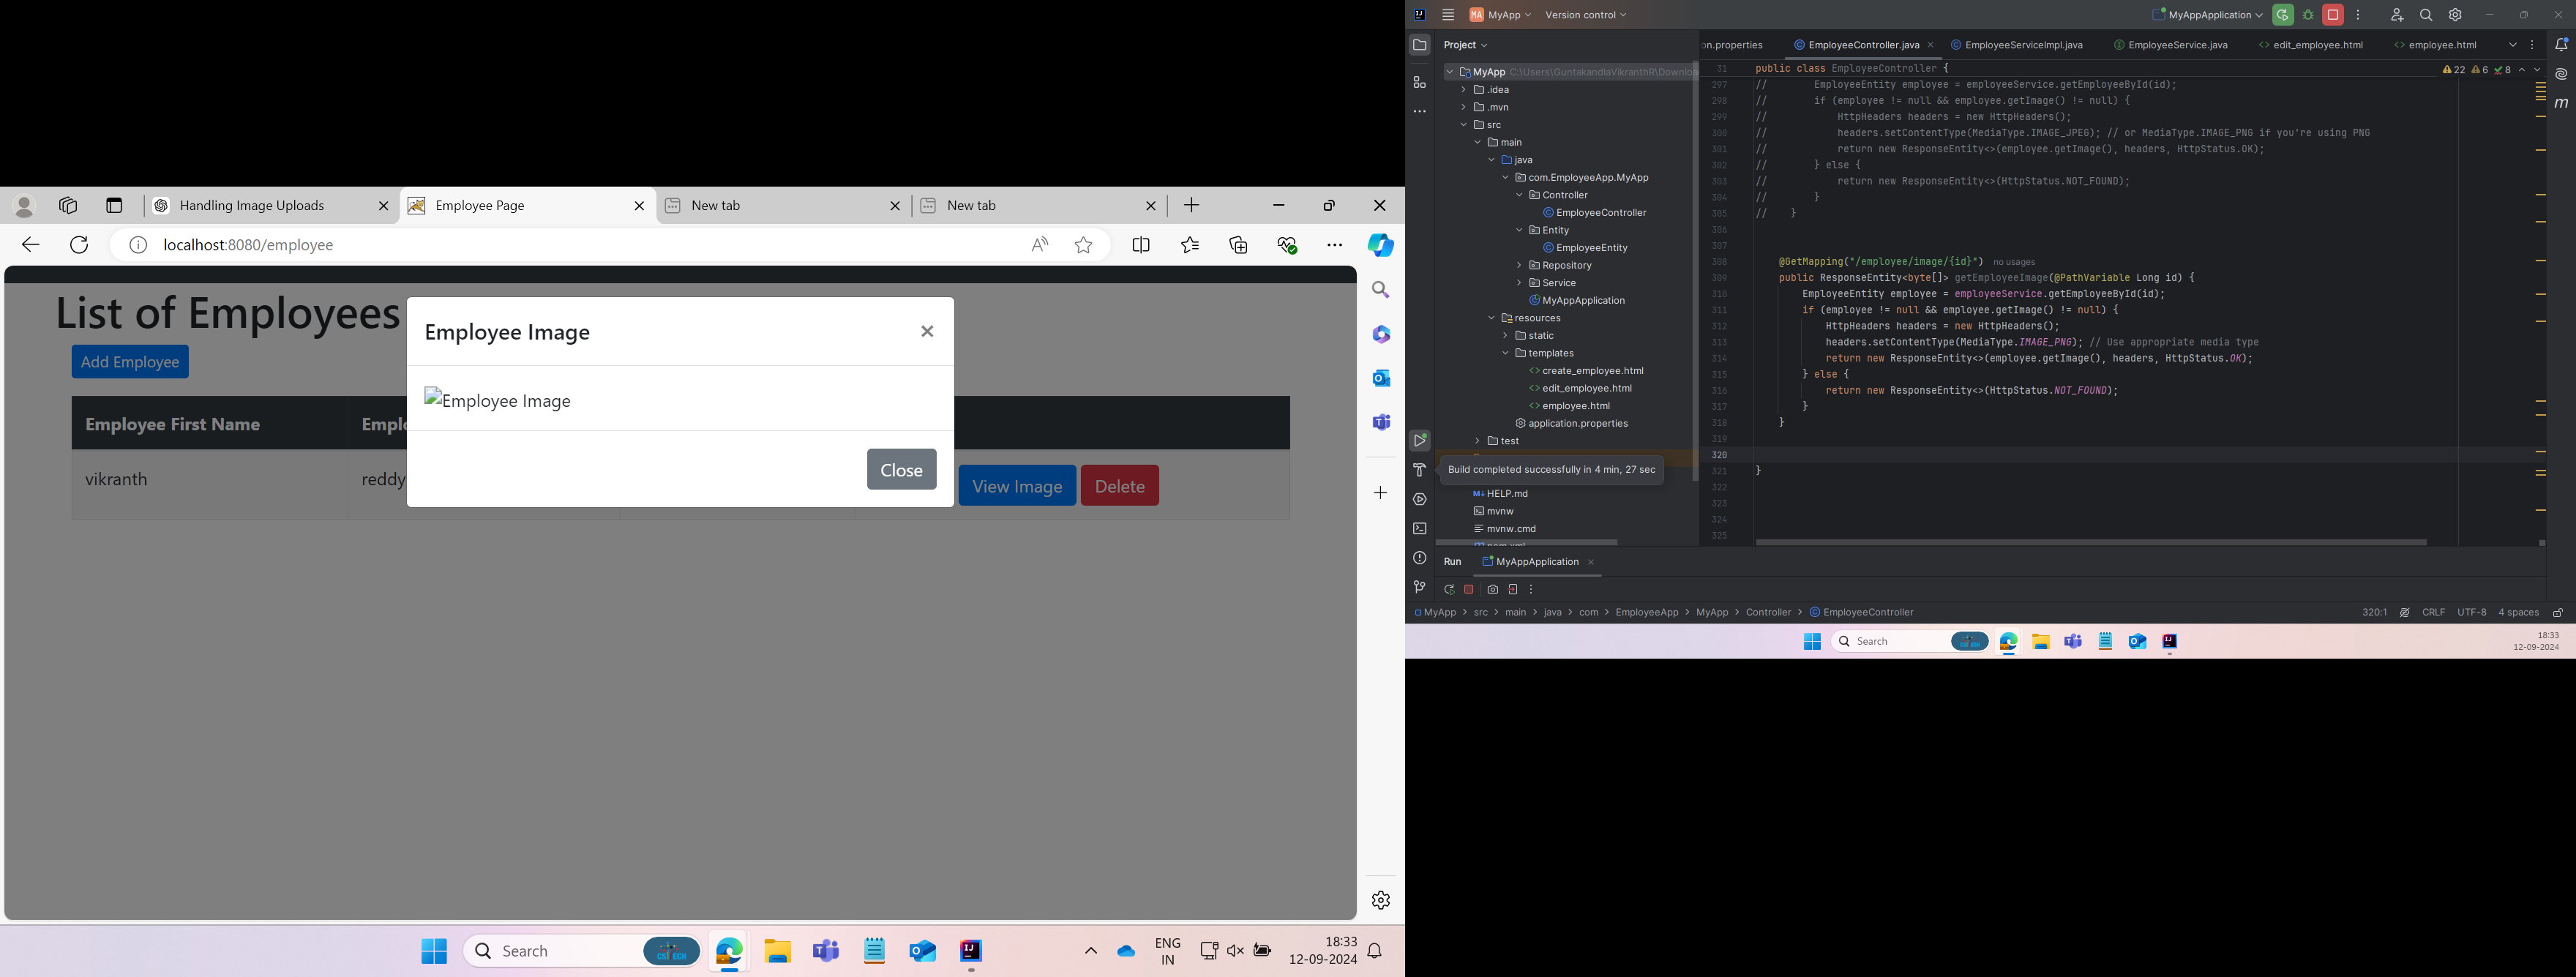 Handling Image Uploads
Employee Page
New tab
New tab
localhost:8080/employee
List of Employees
Add Employee
Employee Image
Employee Image
Close
Employee First Name
Emplo
vikranth
reddy
View Image
Delete
Search
ENG
IN
18:33
12-09-2024
MA MyApp
Version control
MyAppApplication
Project
on.properties
EmployeeController.java
EmployeeServiceImpl.java
EmployeeService.java
edit_employee.html
employee.html
MyApp C:\Users\GuntakandlaVikranthR\Downloa
.idea
.mvn
src
main
java
com.EmployeeApp.MyApp
Controller
EmployeeController
Entity
EmployeeEntity
Repository
Service
MyAppApplication
resources
static
templates
create_employee.html
edit_employee.html
employee.html
application.properties
test
Build completed successfully in 4 min, 27 sec
HELP.md
mvnw
mvnw.cmd
22 6 8
31 public class EmployeeController {
297 // EmployeeEntity employee = employeeService.getEmployeeById(id);
298 // if (employee != null && employee.getImage() != null) {
299 // HttpHeaders headers = new HttpHeaders();
300 // headers.setContentType(MediaType.IMAGE_JPEG); // or MediaType.IMAGE_PNG if you're using PNG
301 // return new ResponseEntity<>(employee.getImage(), headers, HttpStatus.OK);
302 // } else {
303 // return new ResponseEntity<>(HttpStatus.NOT_FOUND);
304 // }
305 // }
306
307
308 @GetMapping("/employee/image/{id}") no usages
309 public ResponseEntity<byte[]> getEmployeeImage(@PathVariable Long id) {
310 EmployeeEntity employee = employeeService.getEmployeeById(id);
311 if (employee != null && employee.getImage() != null) {
312 HttpHeaders headers = new HttpHeaders();
313 headers.setContentType(MediaType.IMAGE_PNG); // Use appropriate media type
314 return new ResponseEntity<>(employee.getImage(), headers, HttpStatus.OK);
315 } else {
316 return new ResponseEntity<>(HttpStatus.NOT_FOUND);
317 }
318 }
319
320
321 }
322
323
324
325
Run
MyAppApplication
MyApp > src > main > java > com > EmployeeApp > MyApp > Controller > EmployeeController
320:1 CRLF UTF-8 4 spaces
Search
18:33
12-09-2024